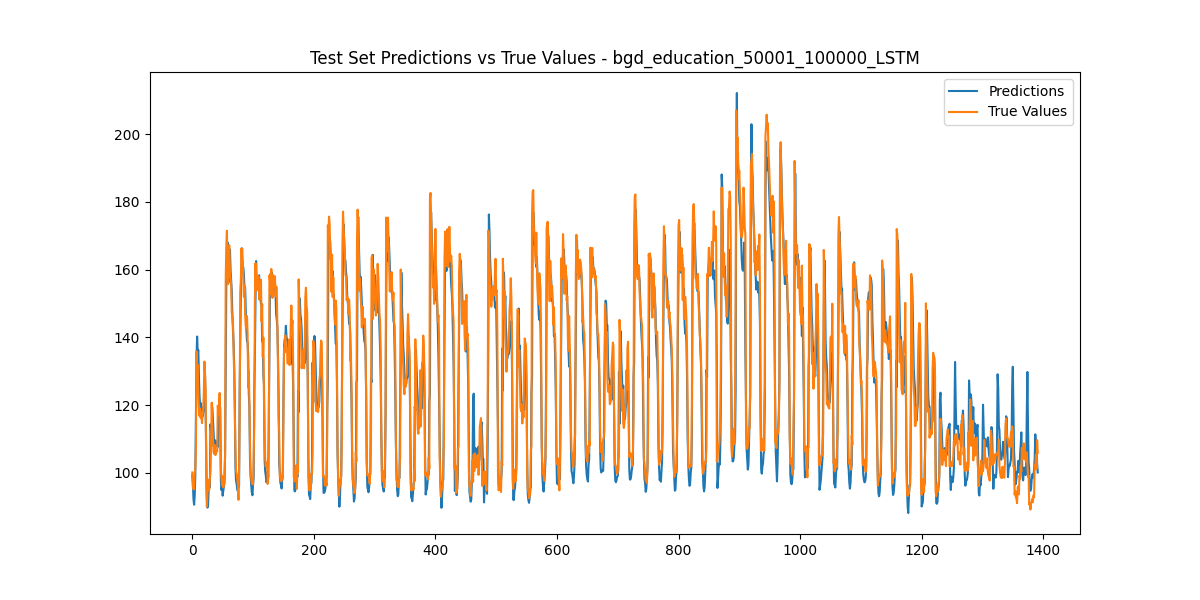 Test Set Predictions vs True Values - bgd_education_50001_100000_LSTM
Predictions
True Values
200
180
160
140
120
100
0 200 400 600 800 1000 1200 1400